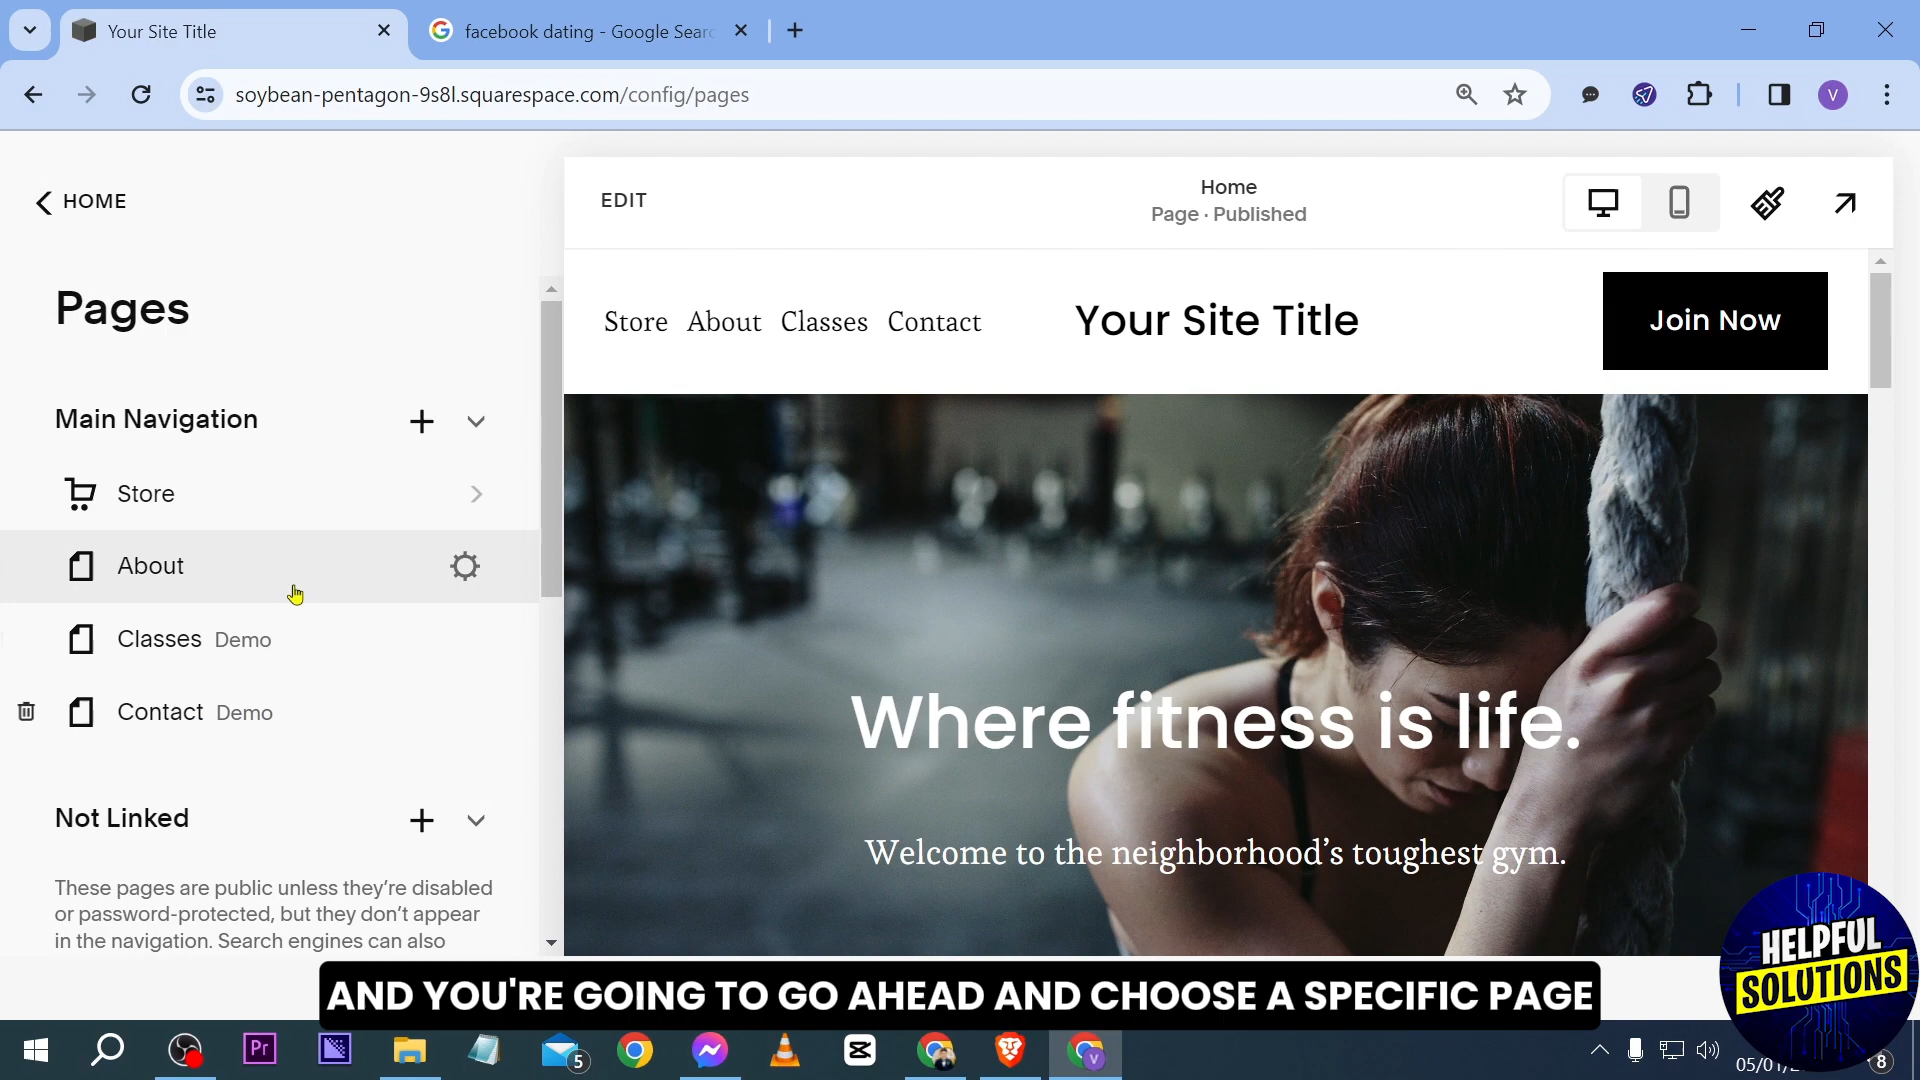 Your Site Title
facebook dating - Google Sear
soybean-pentagon-9s8l.squarespace.com/config/pages
V
HOME
EDIT
Home
Page · Published
Pages
Store About Classes Contact
Your Site Title
Join Now
Main Navigation
Store
About
Classes Demo
Contact Demo
Where fitness is life.
Welcome to the neighborhood's toughest gym.
Not Linked
These pages are public unless they're disabled
or password-protected, but they don't appear
in the navigation. Search engines can also
HELPFUL
SOLUTIONS
AND YOU'RE GOING TO GO AHEAD AND CHOOSE A SPECIFIC PAGE
Pr
5
V
05/01/
8